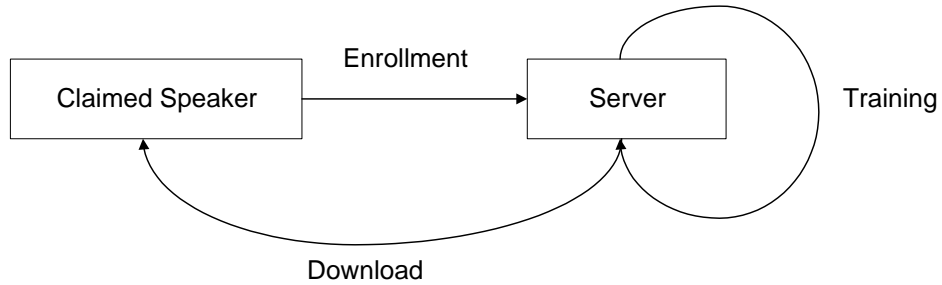 Enrollment
Claimed Speaker
Server
Training
Download